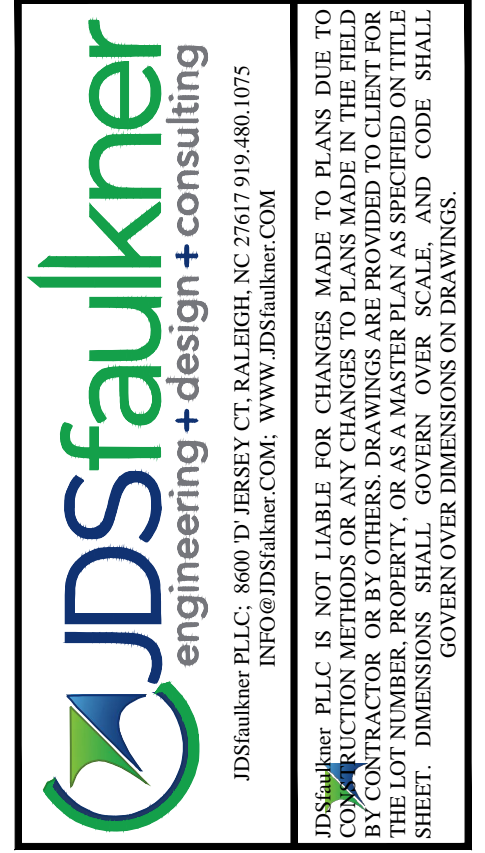 JDSfaulkner
engineering + design + consulting
JDSfaulkner PLLC; 8600 'D' JERSEY CT, RALEIGH, NC 27617 919.480.1075
INFO@JDSfalkner.COM; WWW.JDSfaulkner.COM
JDSfaulkner PLLC IS NOT LIABLE FOR CHANGES MADE TO PLANS DUE TO
CONSTRUCTION METHODS OR ANY CHANGES TO PLANS MADE IN THE FIELD
BY CONTRACTOR OR BY OTHERS. DRAWINGS ARE PROVIDED TO CLIENT FOR
THE LOT NUMBER, PROPERTY, OR AS A MASTER PLAN AS SPECIFIED ON TITLE
SHEET. DIMENSIONS SHALL GOVERN OVER SCALE, AND CODE SHALL
GOVERN OVER DIMENSIONS ON DRAWINGS.